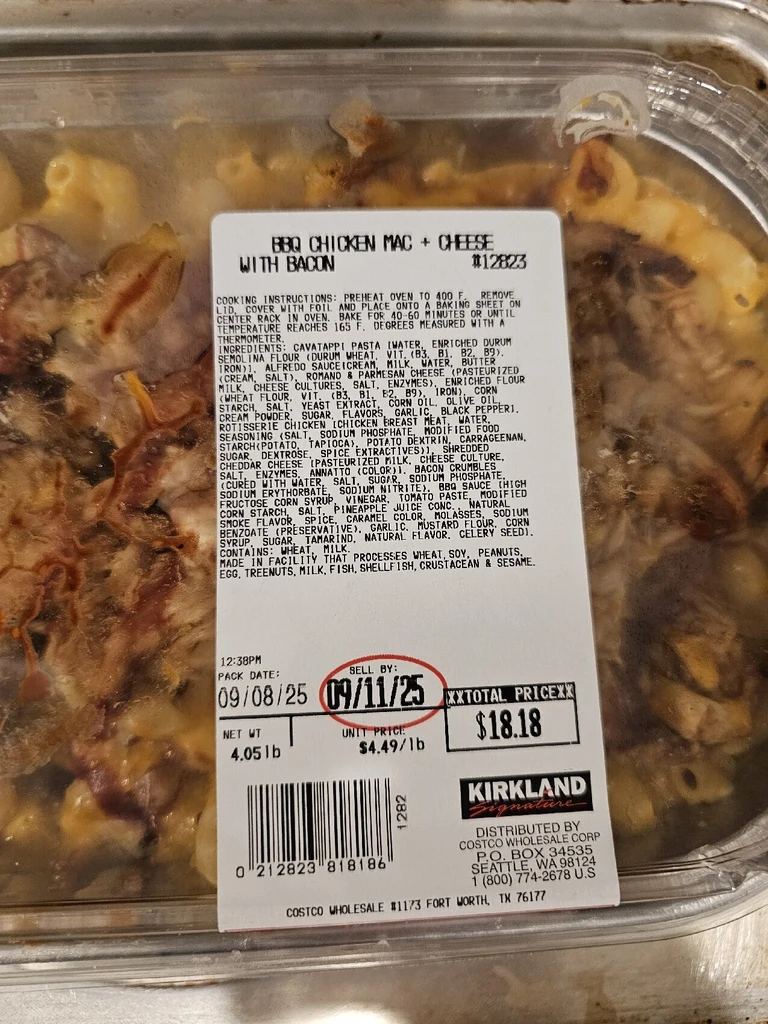 BBQ CHICKEN MAC + CHEESE
WITH BACON #12823
COOKING INSTRUCTIONS: PREHEAT OVEN TO 400 F. REMOVE
LID, COVER WITH FOIL AND PLACE ONTO A BAKING SHEET ON
CENTER RACK IN OVEN. BAKE FOR 40-60 MINUTES OR UNTIL
TEMPERATURE REACHES 165 F. DEGREES MEASURED WITH A
THERMOMETER.
INGREDIENTS: CAVATAPPI PASTA [WATER, ENRICHED DURUM
SEMOLINA FLOUR (DURUM WHEAT, VIT. (B3, B1, B2, B9),
IRON)], ALFREDO SAUCE[CREAM, MILK, WATER, BUTTER
(CREAM, SALT), ROMANO & PARMESAN CHEESE (PASTEURIZED
MILK, CHEESE CULTURES, SALT, ENZYMES), ENRICHED FLOUR
(WHEAT FLOUR, VIT. (B3, B1, B2, B9), IRON), CORN
STARCH, SALT, YEAST EXTRACT, CORN OIL, OLIVE OIL,
CREAM POWDER, SUGAR, FLAVORS, GARLIC, BLACK PEPPER],
ROTISSERIE CHICKEN [CHICKEN BREAST MEAT, WATER,
SEASONING (SALT, SODIUM PHOSPHATE, MODIFIED FOOD
STARCH(POTATO, TAPIOCA), POTATO DEXTRIN, CARRAGEENAN,
SUGAR, DEXTROSE, SPICE EXTRACTIVES)], SHREDDED
CHEDDAR CHEESE [PASTEURIZED MILK, CHEESE CULTURE,
SALT, ENZYMES, ANNATTO (COLOR)], BACON CRUMBLES
(CURED WITH WATER, SALT, SUGAR, SODIUM PHOSPHATE,
SODIUM ERYTHORBATE, SODIUM NITRITE), BBQ SAUCE [HIGH
FRUCTOSE CORN SYRUP, VINEGAR, TOMATO PASTE, MODIFIED
CORN STARCH, SALT, PINEAPPLE JUICE CONC., NATURAL
SMOKE FLAVOR, SPICE, CARAMEL COLOR, MOLASSES, SODIUM
BENZOATE (PRESERVATIVE), GARLIC, MUSTARD FLOUR, CORN
SYRUP, SUGAR, TAMARIND, NATURAL FLAVOR, CELERY SEED].
CONTAINS: WHEAT, MILK.
MADE IN FACILITY THAT PROCESSES WHEAT, SOY, PEANUTS,
EGG, TREENUTS, MILK, FISH, SHELLFISH, CRUSTACEAN & SESAME.
12:38PM
PACK DATE: SELL BY:
09/08/25 09/11/25 XXTOTAL PRICEXX
$18.18
NET WT UNIT PRICE
4.05 lb $4.49/lb
1282
0 212823 818186
KIRKLAND
Signature
DISTRIBUTED BY
COSTCO WHOLESALE CORP
P.O. BOX 34535
SEATTLE, WA 98124
1 (800) 774-2678 U.S
COSTCO WHOLESALE #1173 FORT WORTH, TX 76177